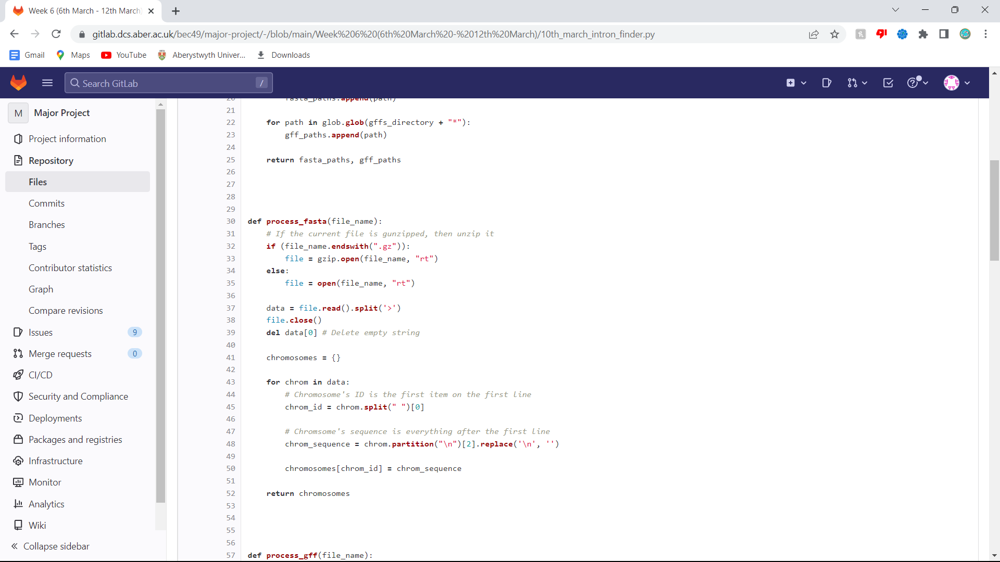 Week 6 (6th March - 12th March)
gitlab.dcs.aber.ac.uk/bec49/major-project/-/blob/main/Week%206%20(6th%20March%20-%2012th%20March)/10th_march_intron_finder.py
Gmail
Maps
YouTube
Aberystwyth Univer...
Downloads
Search GitLab
/
M
Major Project
Project information
Repository
Files
Commits
Branches
Tags
Contributor statistics
Graph
Compare revisions
Issues 9
Merge requests 0
CI/CD
Security and Compliance
Deployments
Packages and registries
Infrastructure
Monitor
Analytics
Wiki
Collapse sidebar
20 fasta_paths.append(path)
21
22 for path in glob.glob(gffs_directory + "*"):
23 gff_paths.append(path)
24
25 return fasta_paths, gff_paths
26
27
28
29
30 def process_fasta(file_name):
31 # If the current file is gunzipped, then unzip it
32 if (file_name.endswith(".gz")):
33 file = gzip.open(file_name, "rt")
34 else:
35 file = open(file_name, "rt")
36
37 data = file.read().split('>')
38 file.close()
39 del data[0] # Delete empty string
40
41 chromosomes = {}
42
43 for chrom in data:
44 # Chromosome's ID is the first item on the first line
45 chrom_id = chrom.split(" ")[0]
46
47 # Chromsome's sequence is everything after the first line
48 chrom_sequence = chrom.partition("\n")[2].replace('\n', '')
49
50 chromosomes[chrom_id] = chrom_sequence
51
52 return chromosomes
53
54
55
56
57 def process_gff(file_name):